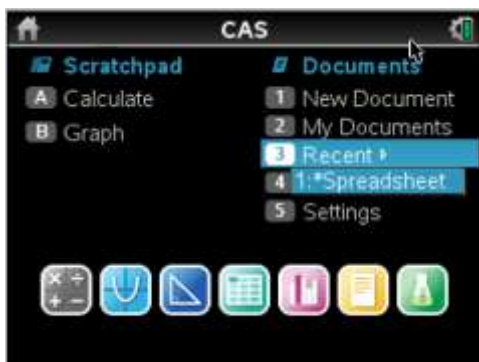 CAS
Scratchpad
A Calculate
B Graph
Documents
1 New Document
2 My Documents
3 Recent ▸
4 1:*Spreadsheet
5 Settings